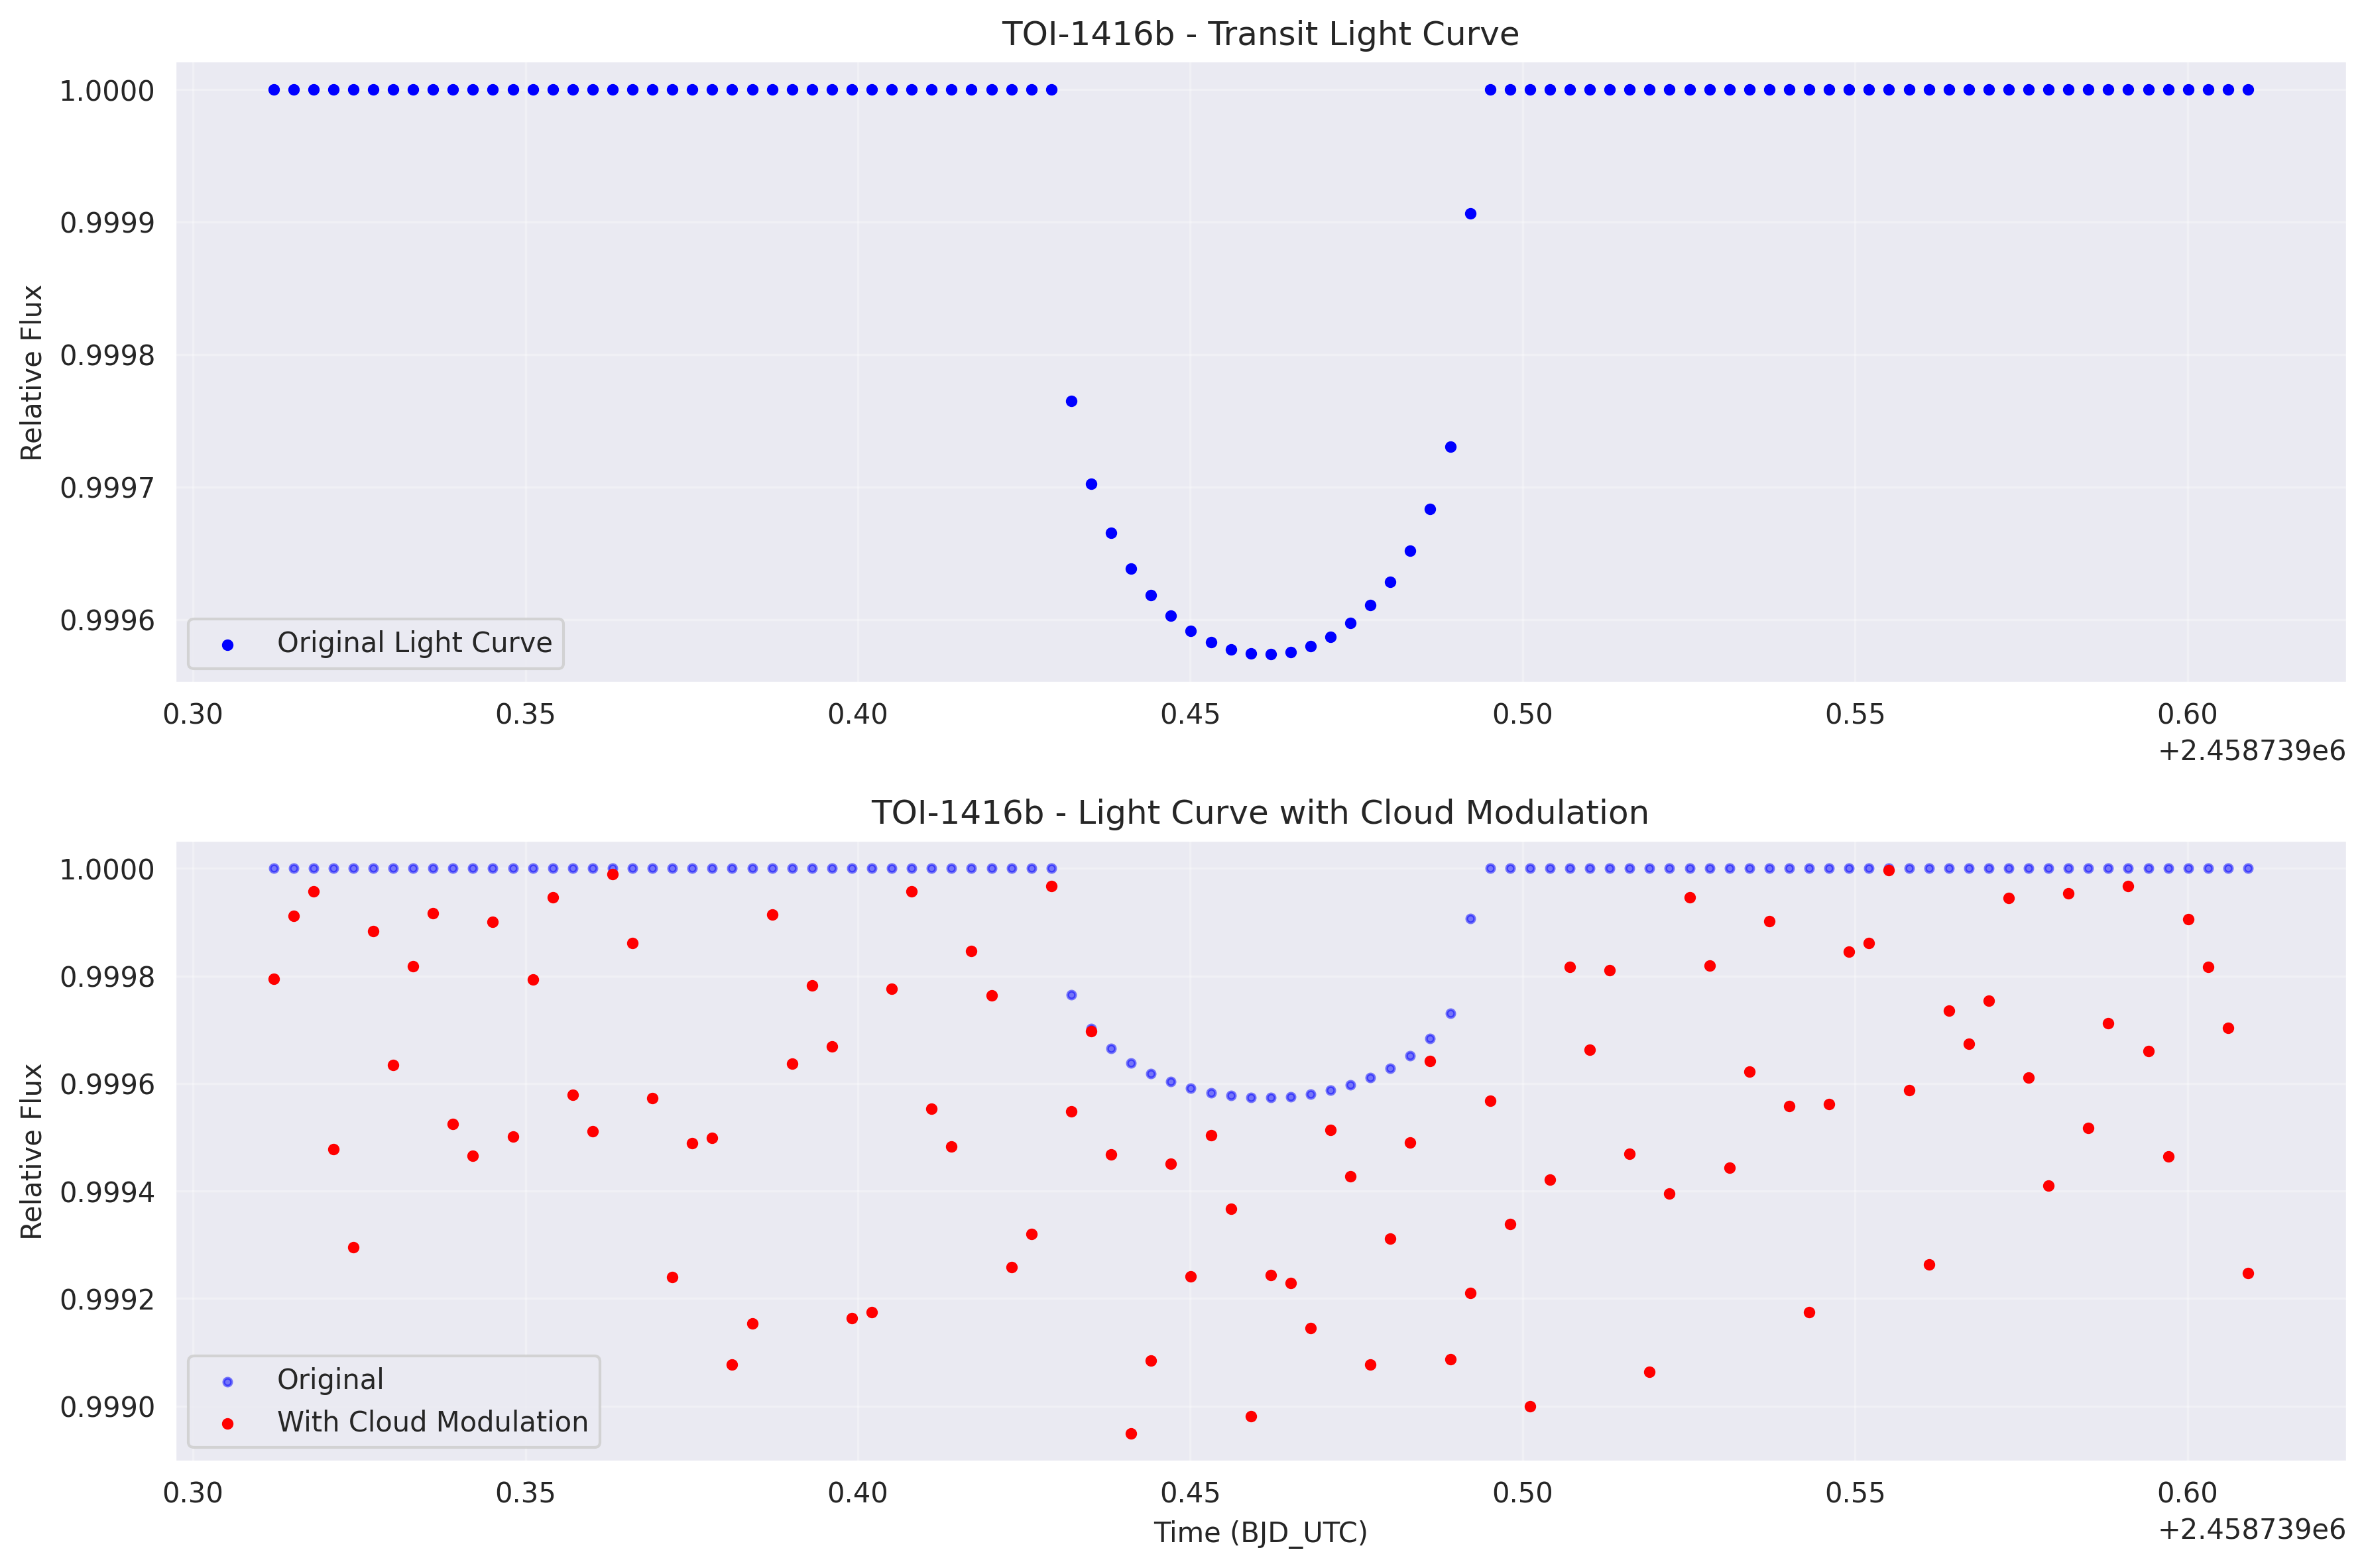 TOI-1416b - Transit Light Curve
1.0000
0.9999
0.9998
0.9997
0.9996
Relative Flux
Original Light Curve
0.30 0.35 0.40 0.45 0.50 0.55 0.60
+2.458739e6
TOI-1416b - Light Curve with Cloud Modulation
1.0000
0.9998
0.9996
0.9994
0.9992
0.9990
Relative Flux
Original
With Cloud Modulation
0.30 0.35 0.40 0.45 0.50 0.55 0.60
Time (BJD_UTC)
+2.458739e6